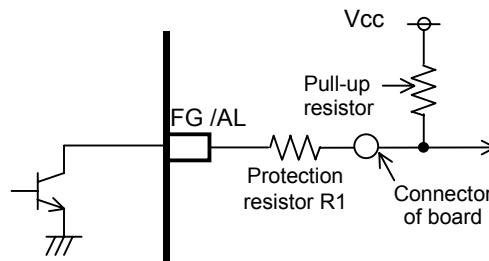 Vcc
Pull-up
resistor
FG /AL
Protection
resistor R1
Connector
of board